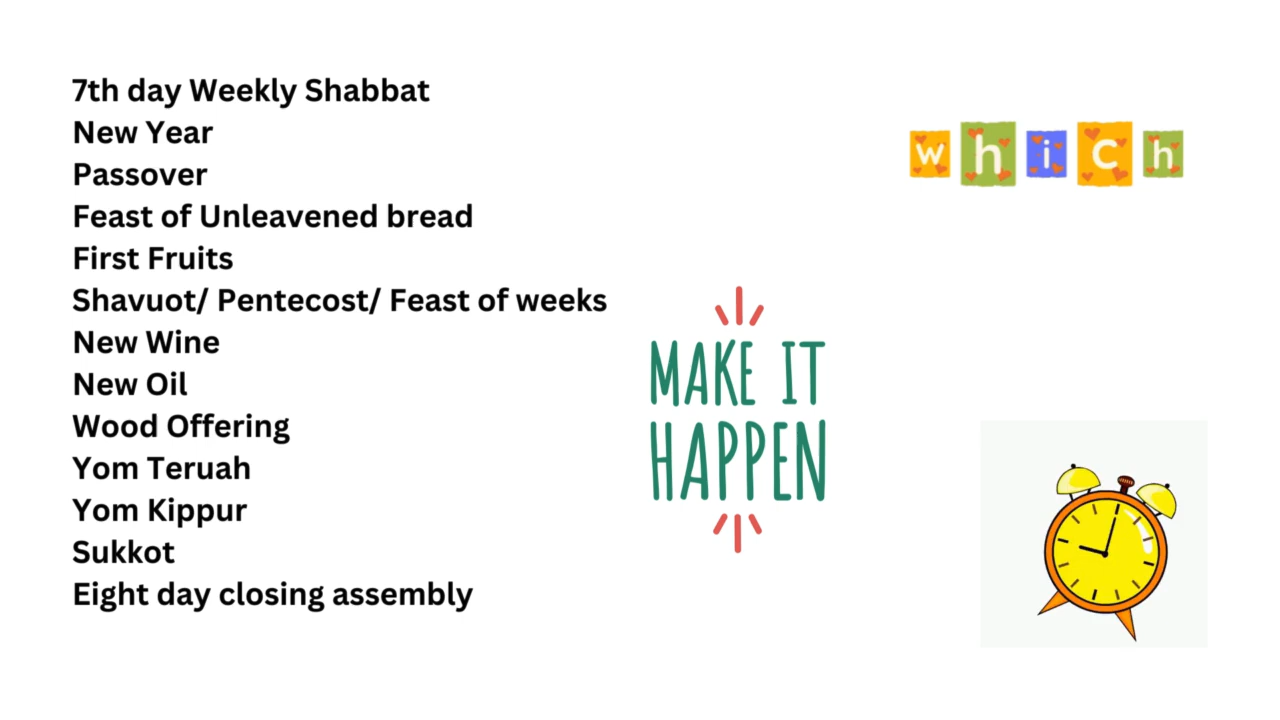 7th day Weekly Shabbat
New Year
Passover
Feast of Unleavened bread
First Fruits
Shavuot/ Pentecost/ Feast of weeks
New Wine
New Oil
Wood Offering
Yom Teruah
Yom Kippur
Sukkot
Eight day closing assembly
which
MAKE IT
HAPPEN